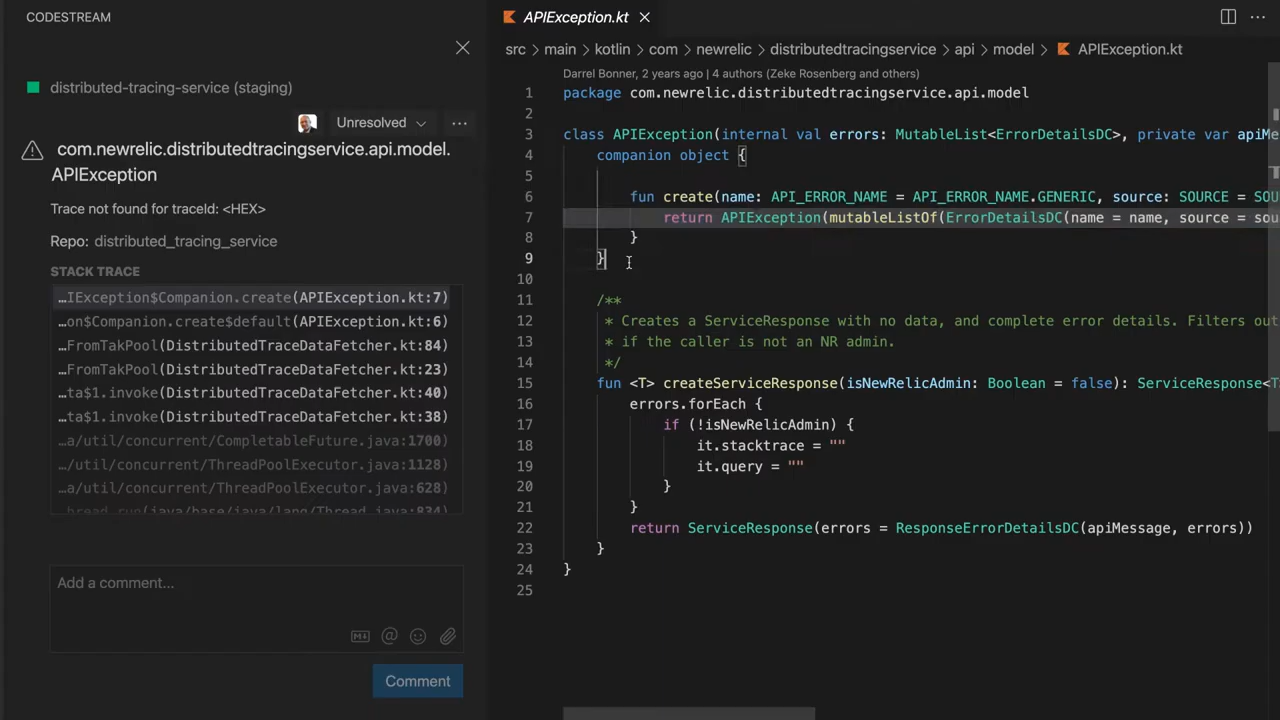 CODESTREAM
distributed-tracing-service (staging)
Unresolved
com.newrelic.distributedtracingservice.api.model.
APIException
Trace not found for traceId: <HEX>
Repo: distributed_tracing_service
STACK TRACE
…IException$Companion.create(APIException.kt:7)
…on$Companion.create$default(APIException.kt:6)
…FromTakPool(DistributedTraceDataFetcher.kt:84)
…FromTakPool(DistributedTraceDataFetcher.kt:23)
…ta$1.invoke(DistributedTraceDataFetcher.kt:40)
…ta$1.invoke(DistributedTraceDataFetcher.kt:38)
…a/util/concurrent/CompletableFuture.java:1700)
…a/util/concurrent/ThreadPoolExecutor.java:1128)
…a/util/concurrent/ThreadPoolExecutor.java:628)
…hread.run(java/base/java/lang/Thread.java:834)
Add a comment...
@
Comment
APIException.kt
src > main > kotlin > com > newrelic > distributedtracingservice > api > model > APIException.kt
Darrel Bonner, 2 years ago | 4 authors (Zeke Rosenberg and others)
1 package com.newrelic.distributedtracingservice.api.model
2
3 class APIException(internal val errors: MutableList<ErrorDetailsDC>, private var apiMe
4 companion object {
5
6 fun create(name: API_ERROR_NAME = API_ERROR_NAME.GENERIC, source: SOURCE = SOU
7 return APIException(mutableListOf(ErrorDetailsDC(name = name, source = sou
8 }
9 }
10
11 /**
12 * Creates a ServiceResponse with no data, and complete error details. Filters out
13 * if the caller is not an NR admin.
14 */
15 fun <T> createServiceResponse(isNewRelicAdmin: Boolean = false): ServiceResponse<T
16 errors.forEach {
17 if (!isNewRelicAdmin) {
18 it.stacktrace = ""
19 it.query = ""
20 }
21 }
22 return ServiceResponse(errors = ResponseErrorDetailsDC(apiMessage, errors))
23 }
24 }
25